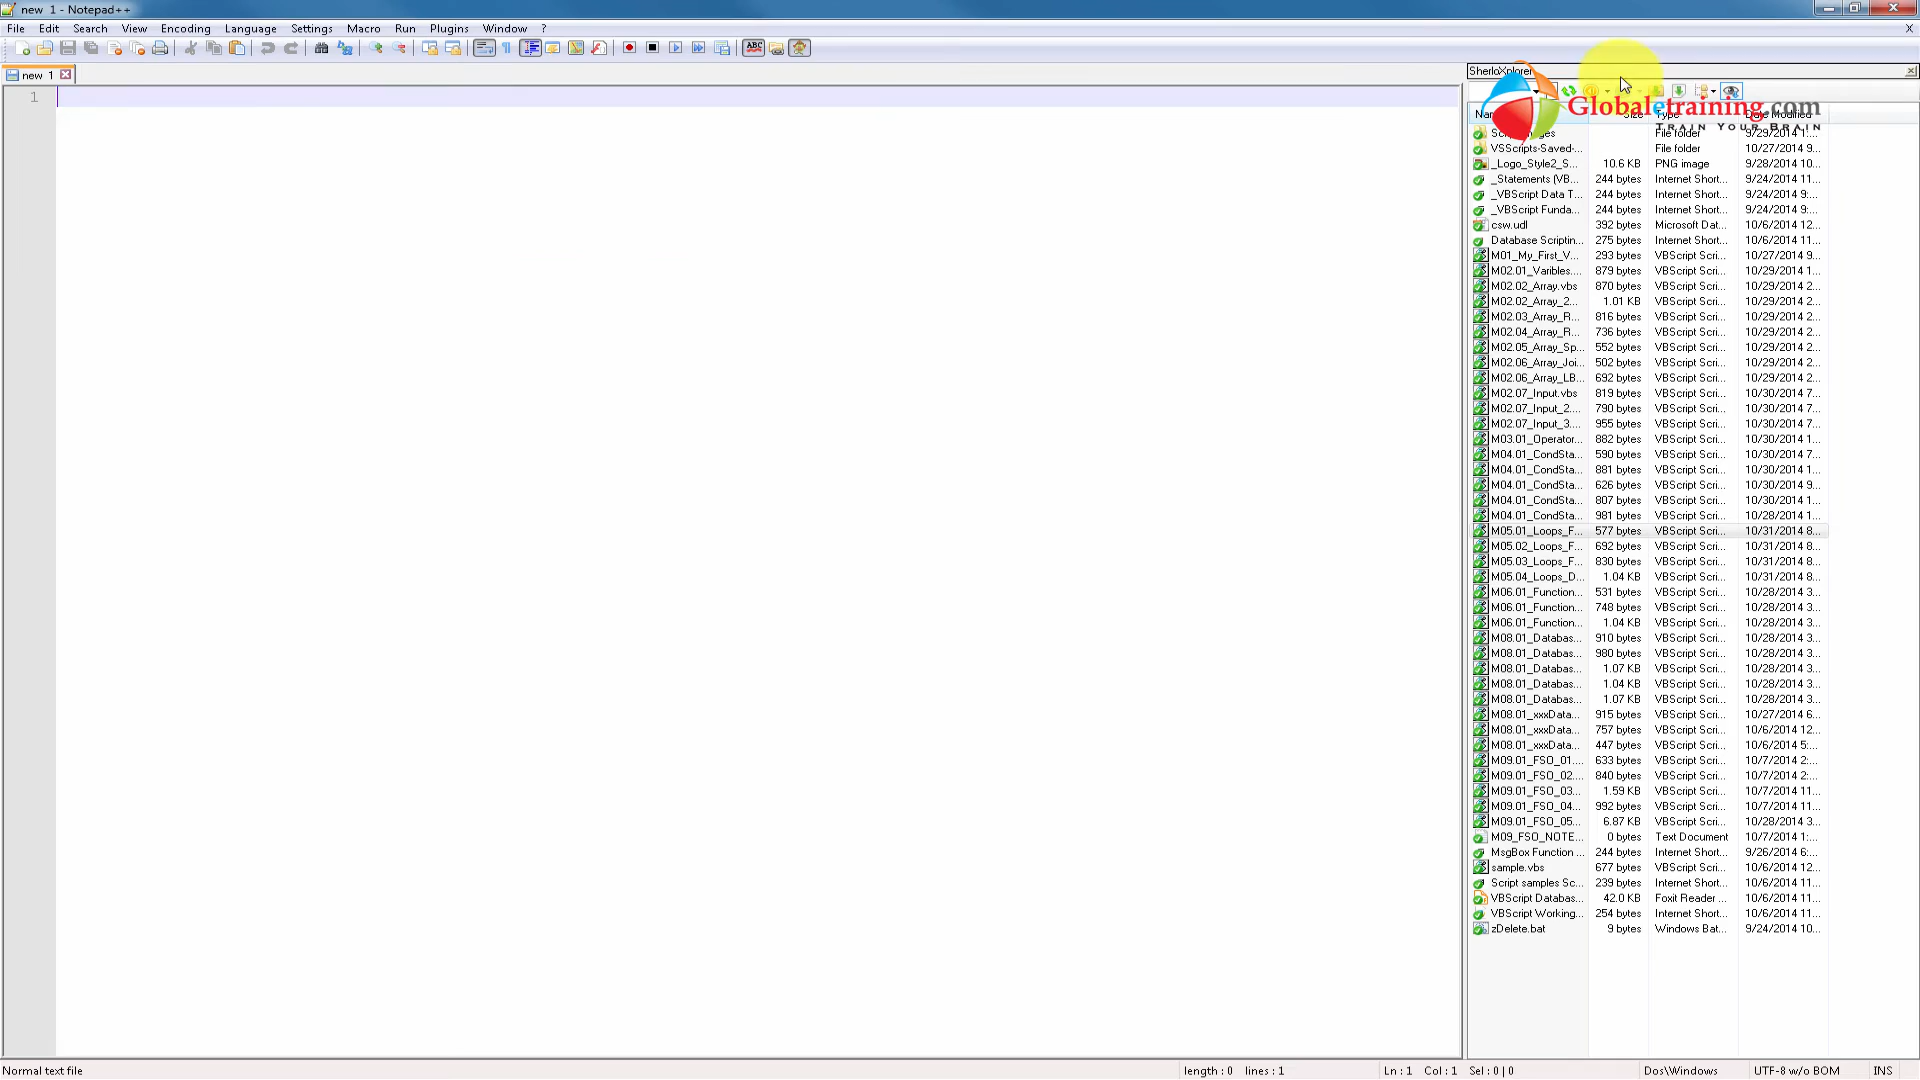 new 1 - Notepad++
File Edit Search View Encoding Language Settings Macro Run Plugins Window ?
X
ABC
new 1
1
SherloXplorer
Globaletraining.com
Train Your Brain
Size Type Date Modified
File folder 9/29/2014 1:...
VSScripts-Saved-... File folder 10/27/2014 9...
_Logo_Style2_S... 10.6 KB PNG image 9/28/2014 10...
_Statements (VB... 244 bytes Internet Short... 9/24/2014 11...
_VBScript Data T... 244 bytes Internet Short... 9/24/2014 9:...
_VBScript Funda... 244 bytes Internet Short... 9/24/2014 9:...
csw.udl 392 bytes Microsoft Dat... 10/6/2014 12...
Database Scriptin... 275 bytes Internet Short... 10/6/2014 11...
M01_My_First_V... 293 bytes VBScript Scri... 10/27/2014 9...
M02.01_Varibles.... 879 bytes VBScript Scri... 10/29/2014 1...
M02.02_Array.vbs 870 bytes VBScript Scri... 10/29/2014 2...
M02.02_Array_2... 1.01 KB VBScript Scri... 10/29/2014 2...
M02.03_Array_R... 816 bytes VBScript Scri... 10/29/2014 2...
M02.04_Array_R... 736 bytes VBScript Scri... 10/29/2014 2...
M02.05_Array_Sp... 552 bytes VBScript Scri... 10/29/2014 2...
M02.06_Array_Joi... 502 bytes VBScript Scri... 10/29/2014 2...
M02.06_Array_LB... 692 bytes VBScript Scri... 10/29/2014 2...
M02.07_Input.vbs 819 bytes VBScript Scri... 10/30/2014 7...
M02.07_Input_2.... 790 bytes VBScript Scri... 10/30/2014 7...
M02.07_Input_3.... 955 bytes VBScript Scri... 10/30/2014 7...
M03.01_Operator... 882 bytes VBScript Scri... 10/30/2014 1...
M04.01_CondSta... 590 bytes VBScript Scri... 10/30/2014 7...
M04.01_CondSta... 881 bytes VBScript Scri... 10/30/2014 1...
M04.01_CondSta... 626 bytes VBScript Scri... 10/30/2014 9...
M04.01_CondSta... 807 bytes VBScript Scri... 10/30/2014 1...
M04.01_CondSta... 981 bytes VBScript Scri... 10/28/2014 1...
M05.01_Loops_F... 577 bytes VBScript Scri... 10/31/2014 8...
M05.02_Loops_F... 692 bytes VBScript Scri... 10/31/2014 8...
M05.03_Loops_F... 830 bytes VBScript Scri... 10/31/2014 8...
M05.04_Loops_D... 1.04 KB VBScript Scri... 10/31/2014 8...
M06.01_Function... 531 bytes VBScript Scri... 10/28/2014 3...
M06.01_Function... 748 bytes VBScript Scri... 10/28/2014 3...
M06.01_Function... 1.04 KB VBScript Scri... 10/28/2014 3...
M08.01_Databas... 910 bytes VBScript Scri... 10/28/2014 3...
M08.01_Databas... 980 bytes VBScript Scri... 10/28/2014 3...
M08.01_Databas... 1.07 KB VBScript Scri... 10/28/2014 3...
M08.01_Databas... 1.04 KB VBScript Scri... 10/28/2014 3...
M08.01_Databas... 1.07 KB VBScript Scri... 10/28/2014 3...
M08.01_xxxData... 915 bytes VBScript Scri... 10/27/2014 6...
M08.01_xxxData... 757 bytes VBScript Scri... 10/6/2014 12...
M08.01_xxxData... 447 bytes VBScript Scri... 10/6/2014 5:...
M09.01_FSO_01.... 633 bytes VBScript Scri... 10/7/2014 2:...
M09.01_FSO_02.... 840 bytes VBScript Scri... 10/7/2014 2:...
M09.01_FSO_03... 1.59 KB VBScript Scri... 10/7/2014 11...
M09.01_FSO_04... 992 bytes VBScript Scri... 10/7/2014 11...
M09.01_FSO_05... 6.87 KB VBScript Scri... 10/28/2014 3...
M09_FSO_NOTE... 0 bytes Text Document 10/7/2014 1:...
MsgBox Function ... 244 bytes Internet Short... 9/26/2014 6:...
sample.vbs 677 bytes VBScript Scri... 10/6/2014 12...
Script samples Sc... 239 bytes Internet Short... 10/6/2014 11...
VBScript Databas... 42.0 KB Foxit Reader ... 10/6/2014 11...
VBScript Working... 254 bytes Internet Short... 10/6/2014 11...
zDelete.bat 9 bytes Windows Bat... 9/24/2014 10...
Normal text file length : 0 lines : 1 Ln : 1 Col : 1 Sel : 0 | 0 Dos\Windows UTF-8 w/o BOM INS